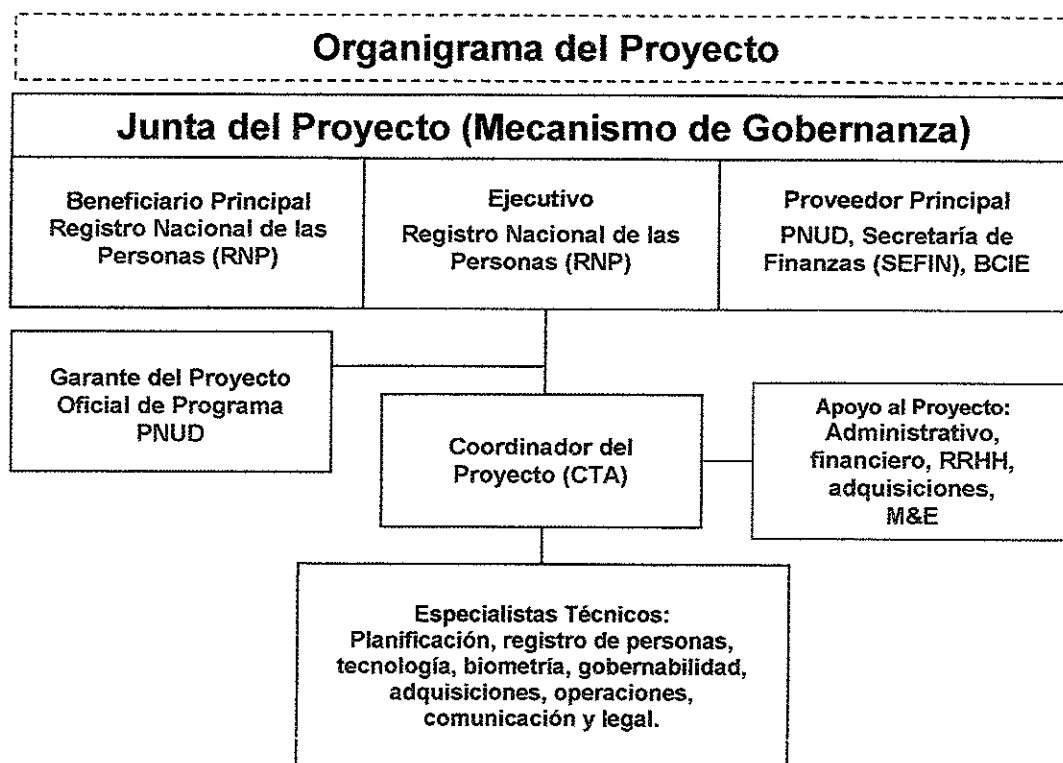 Organigrama del Proyecto
Junta del Proyecto (Mecanismo de Gobernanza)
Beneficiario Principal
Registro Nacional de las
Personas (RNP)
Ejecutivo
Registro Nacional de las
Personas (RNP)
Proveedor Principal
PNUD, Secretaría de
Finanzas (SEFIN), BCIE
Garante del Proyecto
Oficial de Programa
PNUD
Coordinador del
Proyecto (CTA)
Apoyo al Proyecto:
Administrativo,
financiero, RRHH,
adquisiciones,
M&E
Especialistas Técnicos:
Planificación, registro de personas,
tecnología, biometría, gobernabilidad,
adquisiciones, operaciones,
comunicación y legal.